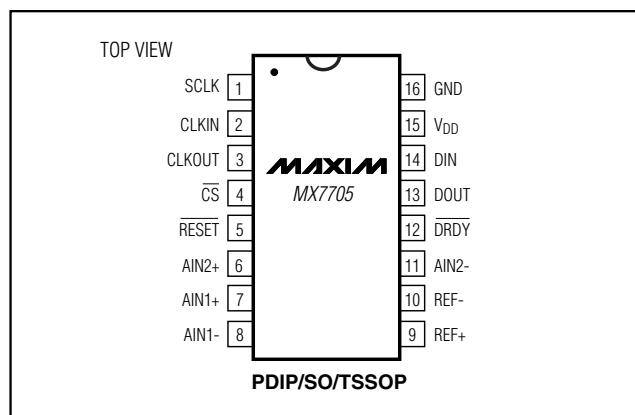 TOP VIEW
SCLK 1
CLKIN 2
CLKOUT 3
CS 4
RESET 5
AIN2+ 6
AIN1+ 7
AIN1- 8
MAXIM
MX7705
16 GND
15 VDD
14 DIN
13 DOUT
12 DRDY
11 AIN2-
10 REF-
9 REF+
PDIP/SO/TSSOP